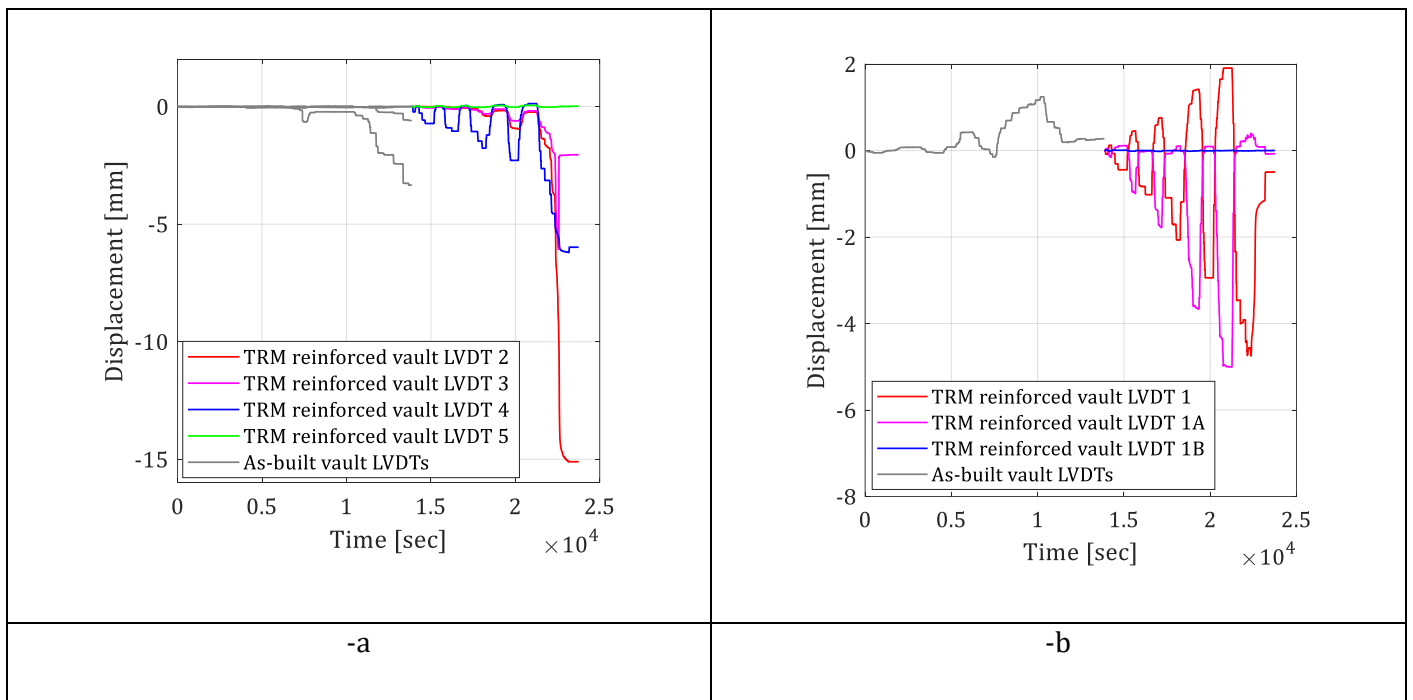 0
-5
-10
-15
Displacement [mm]
TRM reinforced vault LVDT 2
TRM reinforced vault LVDT 3
TRM reinforced vault LVDT 4
TRM reinforced vault LVDT 5
As-built vault LVDTs
0 0.5 1 1.5 2 2.5
Time [sec]
×10⁴
2
0
-2
-4
-6
-8
Displacement [mm]
TRM reinforced vault LVDT 1
TRM reinforced vault LVDT 1A
TRM reinforced vault LVDT 1B
As-built vault LVDTs
0 0.5 1 1.5 2 2.5
Time [sec]
×10⁴
-a
-b